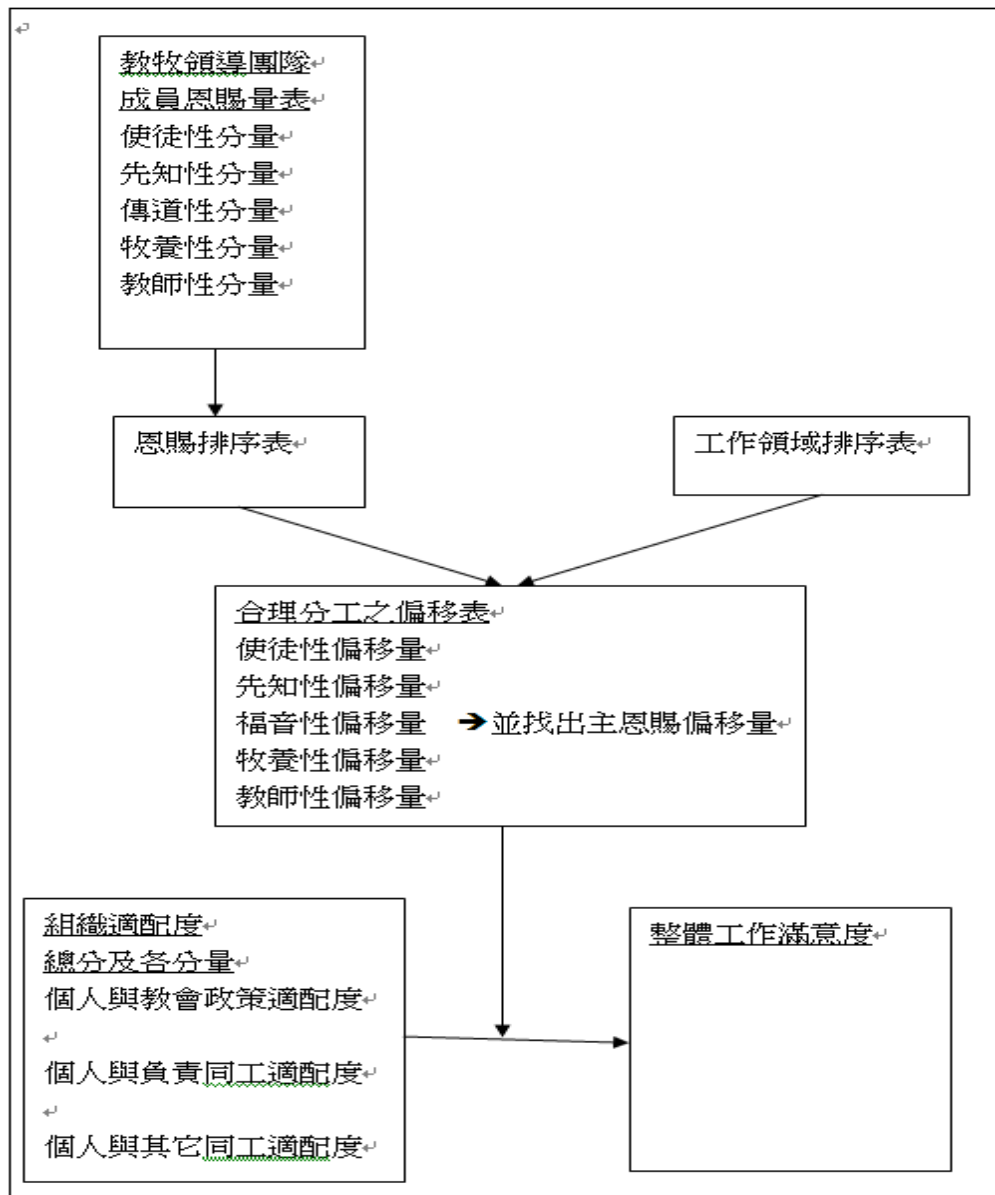 教牧領導團隊
成員恩賜量表
使徒性分量
先知性分量
傳道性分量
牧養性分量
教師性分量
恩賜排序表
工作領域排序表
合理分工之偏移表
使徒性偏移量
先知性偏移量
福音性偏移量 ➔並找出主恩賜偏移量
牧養性偏移量
教師性偏移量
組織適配度
總分及各分量
個人與教會政策適配度
個人與負責同工適配度
個人與其它同工適配度
整體工作滿意度